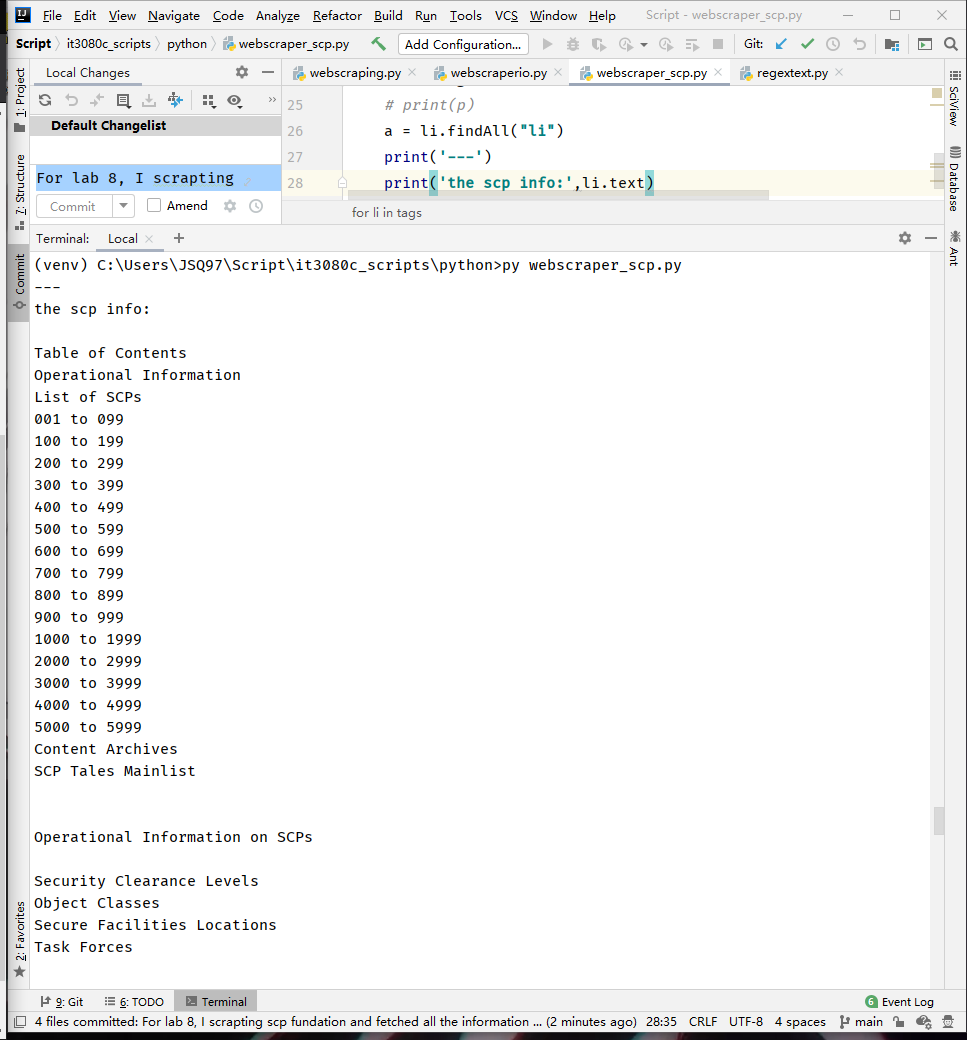 File Edit View Navigate Code Analyze Refactor Build Run Tools VCS Window Help Script - webscraper_scp.py
Script it3080c_scripts python webscraper_scp.py Add Configuration... Git:
1: Project
Local Changes
webscraping.py webscraperio.py webscraper_scp.py regextext.py
Default Changelist
For lab 8, I scrapting
Commit Amend
25 # print(p)
26 a = li.findAll("li")
27 print('---')
28 print('the scp info:',li.text)
for li in tags
SciView
Database
Ant
7: Structure
Commit
2: Favorites
Terminal: Local
(venv) C:\Users\JSQ97\Script\it3080c_scripts\python>py webscraper_scp.py
---
the scp info:
Table of Contents
Operational Information
List of SCPs
001 to 099
100 to 199
200 to 299
300 to 399
400 to 499
500 to 599
600 to 699
700 to 799
800 to 899
900 to 999
1000 to 1999
2000 to 2999
3000 to 3999
4000 to 4999
5000 to 5999
Content Archives
SCP Tales Mainlist
Operational Information on SCPs
Security Clearance Levels
Object Classes
Secure Facilities Locations
Task Forces
9: Git 6: TODO Terminal 6 Event Log
4 files committed: For lab 8, I scrapting scp fundation and fetched all the information ... (2 minutes ago) 28:35 CRLF UTF-8 4 spaces main